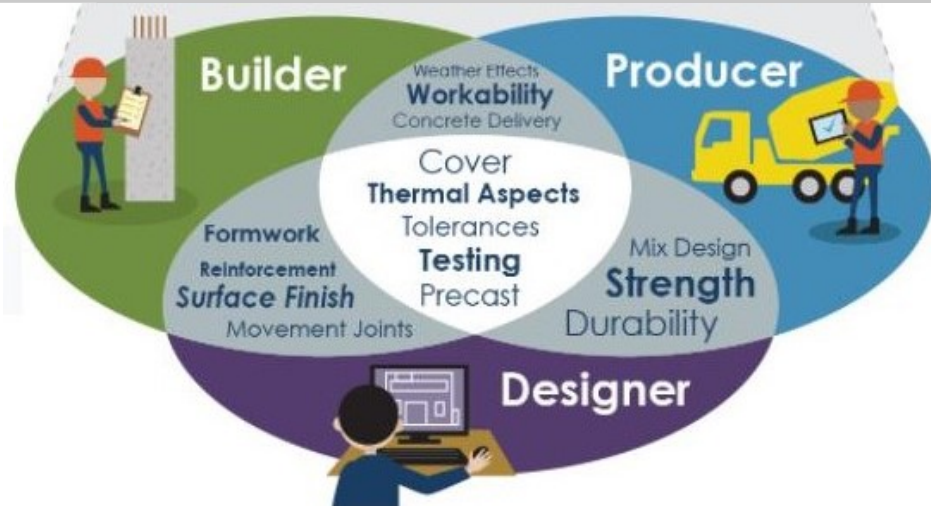 Builder
Producer
Weather Effects
Workability
Concrete Delivery
Cover
Thermal Aspects
Tolerances
Testing
Precast
Formwork
Reinforcement
Surface Finish
Movement Joints
Mix Design
Strength
Durability
Designer